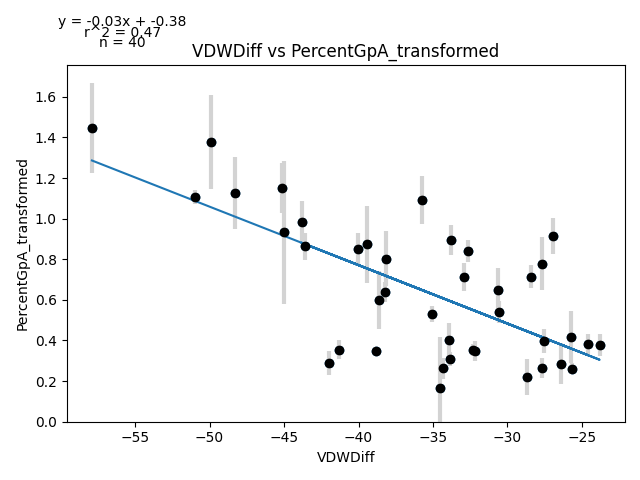 y = -0.03x + -0.38
r^2 = 0.47
n = 40
VDWDiff vs PercentGpA_transformed
PercentGpA_transformed
1.6
1.4
1.2
1.0
0.8
0.6
0.4
0.2
0.0
−55 −50 −45 −40 −35 −30 −25
VDWDiff